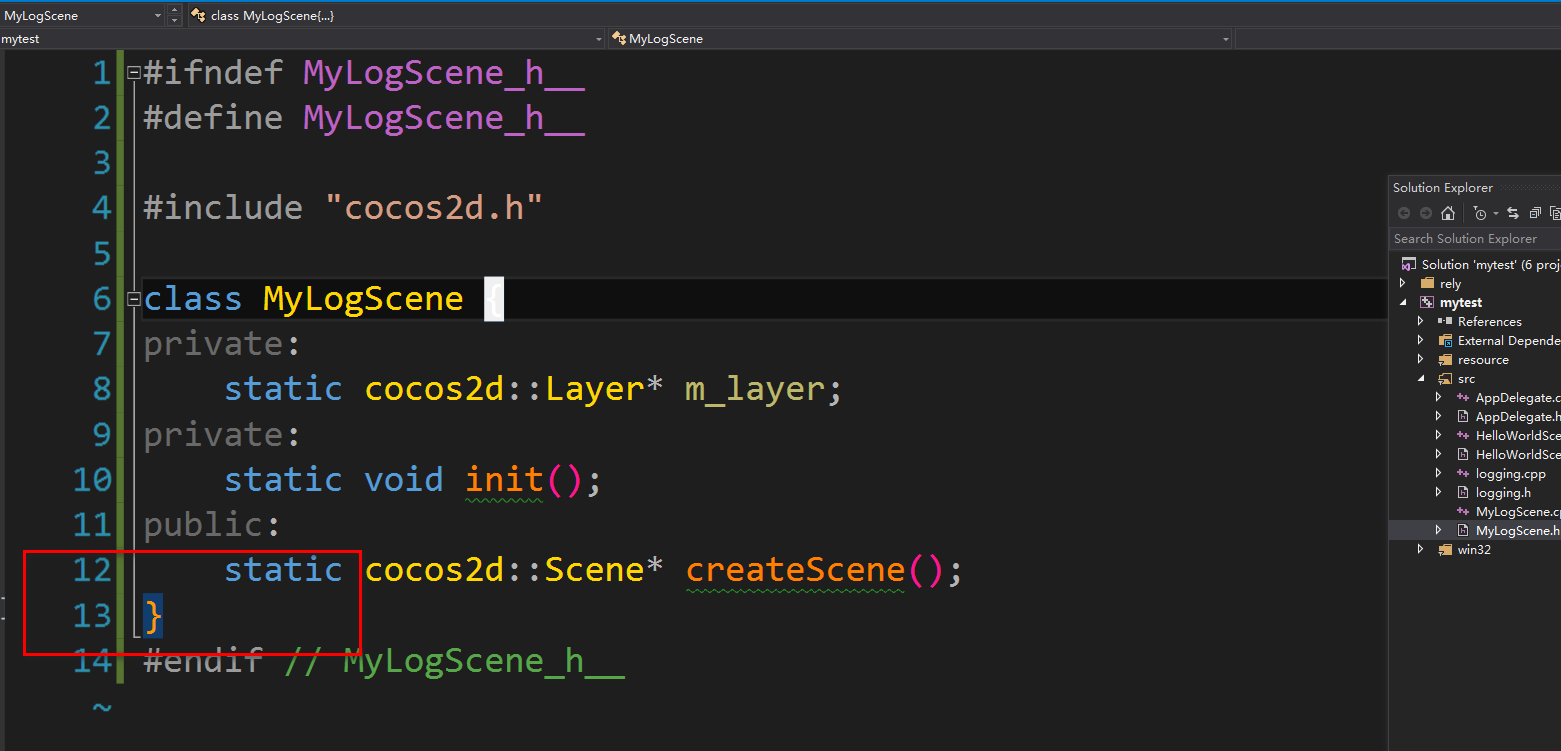 MyLogScene class MyLogScene{...}
mytest MyLogScene
1 #ifndef MyLogScene_h__
2 #define MyLogScene_h__
3
4 #include "cocos2d.h"
5
6 class MyLogScene {
7 private:
8 static cocos2d::Layer* m_layer;
9 private:
10 static void init();
11 public:
12 static cocos2d::Scene* createScene();
13 }
14 #endif // MyLogScene_h__
~
Solution Explorer
Search Solution Explorer
Solution 'mytest' (6 proj
rely
mytest
References
External Depende
resource
src
AppDelegate.c
AppDelegate.h
HelloWorldSce
HelloWorldSce
logging.cpp
logging.h
MyLogScene.cp
MyLogScene.h
win32